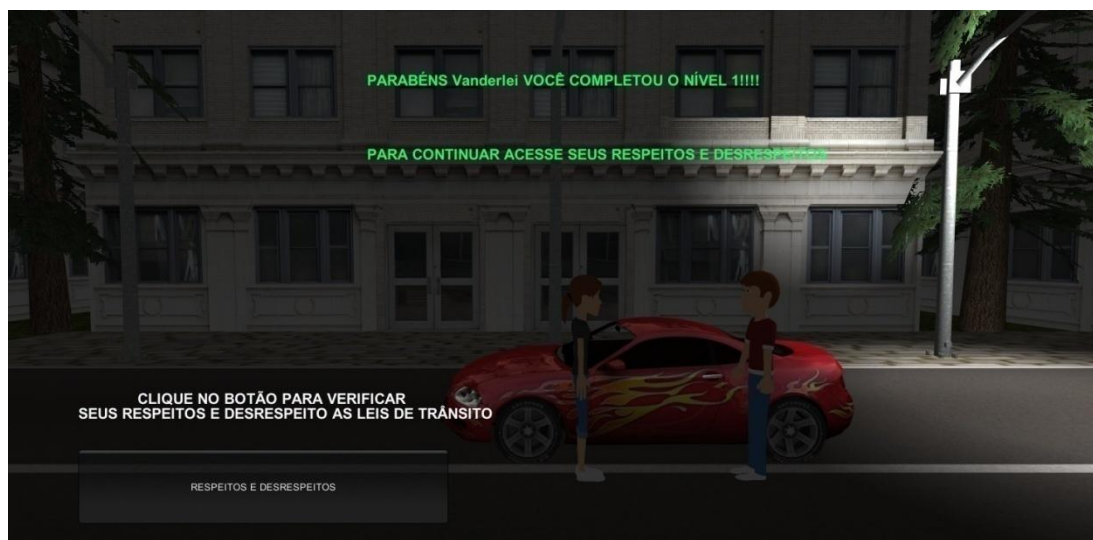 PARABÉNS Vanderlei VOCÊ COMPLETOU O NÍVEL 1!!!!
PARA CONTINUAR ACESSE SEUS RESPEITOS E DESRESPEITOS
CLIQUE NO BOTÃO PARA VERIFICAR
SEUS RESPEITOS E DESRESPEITO AS LEIS DE TRÂNSITO
RESPEITOS E DESRESPEITOS